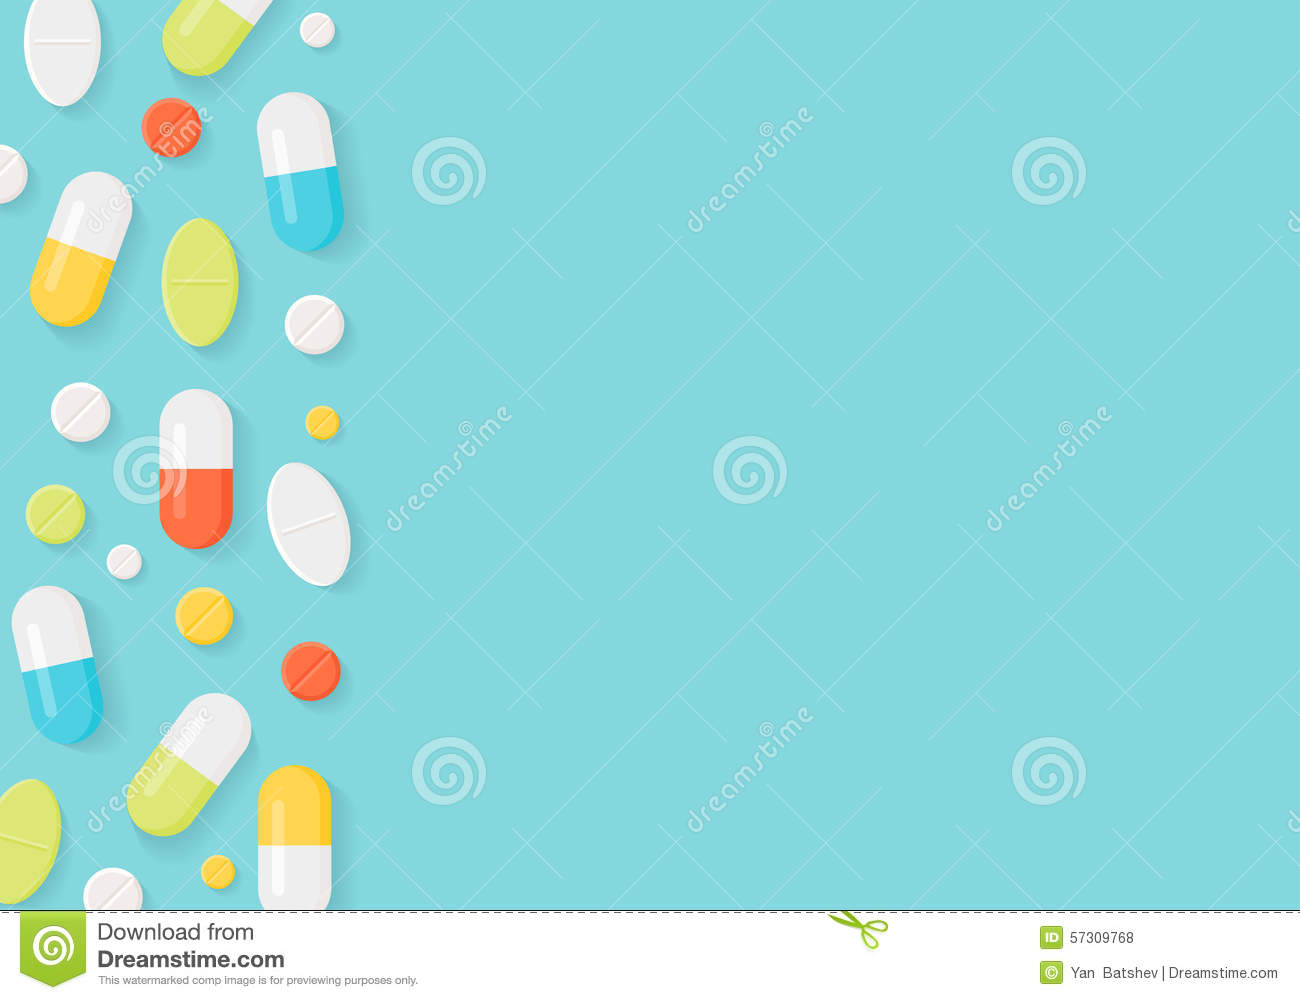 dreamstime
dreamstime
dreamstime
dreamstime
dreamstime
dreamstime
Download from
Dreamstime.com
This watermarked comp image is for previewing purposes only.
ID 57309768
© Yan Batshev | Dreamstime.com